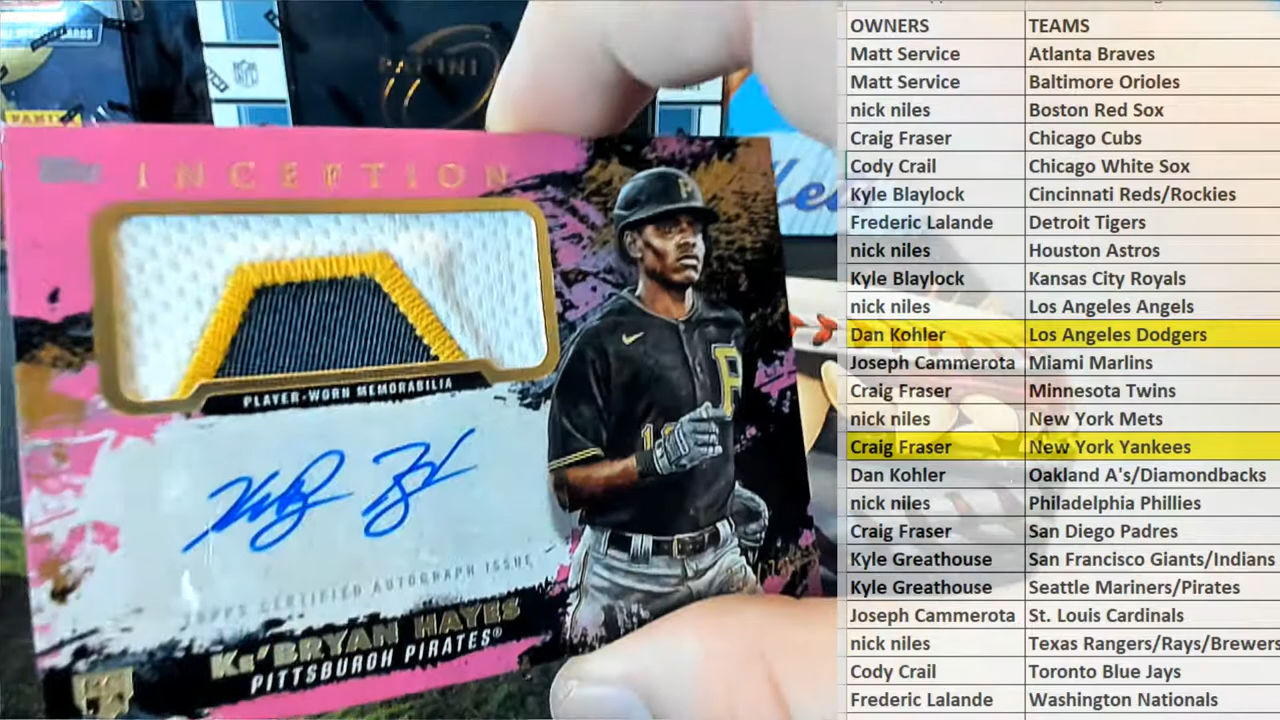 PANINI
PANINI
NFL
INCEPTION
P
PLAYER-WORN MEMORABILIA
P
TOPPS CERTIFIED AUTOGRAPH ISSUE
KE'BRYAN HAYES
PITTSBURGH PIRATES®
OWNERS TEAMS
Matt Service Atlanta Braves
Matt Service Baltimore Orioles
nick niles Boston Red Sox
Craig Fraser Chicago Cubs
Cody Crail Chicago White Sox
Kyle Blaylock Cincinnati Reds/Rockies
Frederic Lalande Detroit Tigers
nick niles Houston Astros
Kyle Blaylock Kansas City Royals
nick niles Los Angeles Angels
Dan Kohler Los Angeles Dodgers
Joseph Cammerota Miami Marlins
Craig Fraser Minnesota Twins
nick niles New York Mets
Craig Fraser New York Yankees
Dan Kohler Oakland A's/Diamondbacks
nick niles Philadelphia Phillies
Craig Fraser San Diego Padres
Kyle Greathouse San Francisco Giants/Indians
Kyle Greathouse Seattle Mariners/Pirates
Joseph Cammerota St. Louis Cardinals
nick niles Texas Rangers/Rays/Brewers
Cody Crail Toronto Blue Jays
Frederic Lalande Washington Nationals